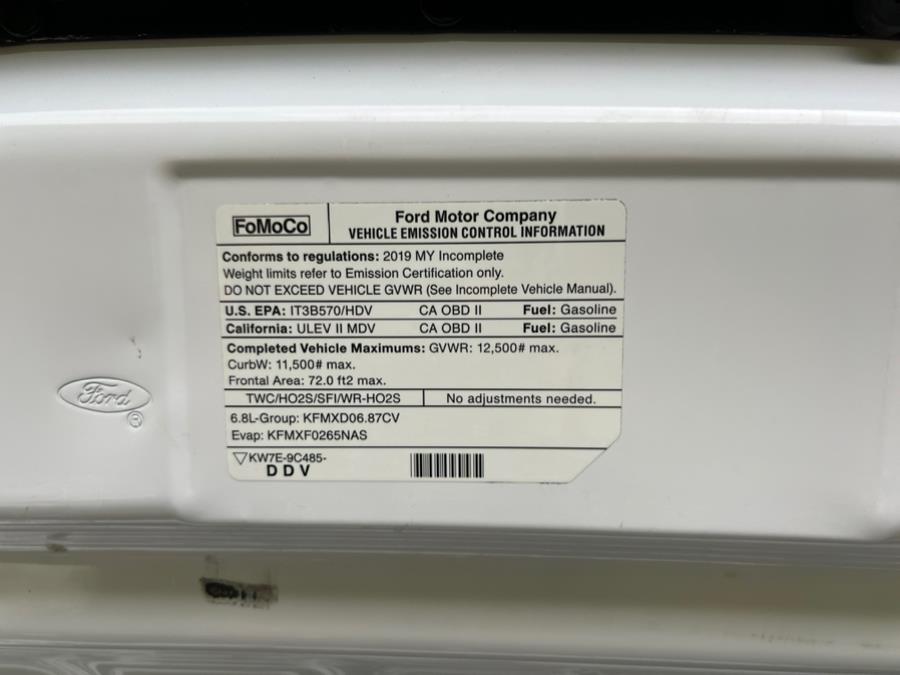 FoMoCo
Ford Motor Company
VEHICLE EMISSION CONTROL INFORMATION
Conforms to regulations: 2019 MY Incomplete
Weight limits refer to Emission Certification only.
DO NOT EXCEED VEHICLE GVWR (See Incomplete Vehicle Manual).
U.S. EPA: IT3B570/HDV CA OBD II Fuel: Gasoline
California: ULEV II MDV CA OBD II Fuel: Gasoline
Completed Vehicle Maximums: GVWR: 12,500# max.
CurbW: 11,500# max.
Frontal Area: 72.0 ft2 max.
TWC/HO2S/SFI/WR-HO2S No adjustments needed.
Ford
®
6.8L-Group: KFMXD06.87CV
Evap: KFMXF0265NAS
KW7E-9C485-
DDV